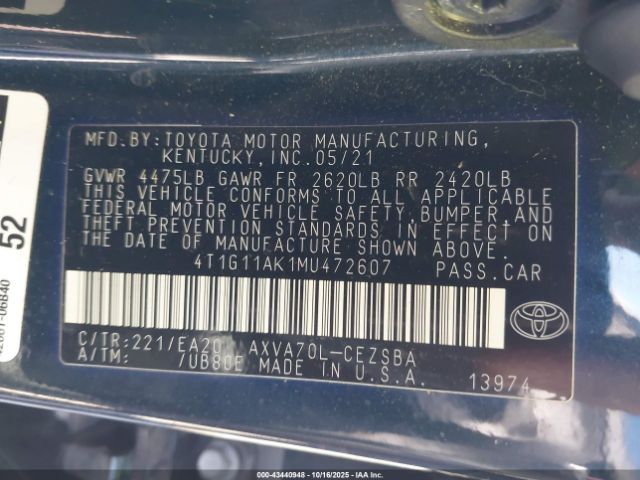 MFD.BY:TOYOTA MOTOR MANUFACTURING,
KENTUCKY, INC. 05/21
GVWR 4475LB GAWR FR 2620LB RR 2420LB
THIS VEHICLE CONFORMS TO ALL APPLICABLE
FEDERAL MOTOR VEHICLE SAFETY, BUMPER, AND
THEFT PREVENTION STANDARDS IN EFFECT
ON THE DATE OF MANUFACTURE SHOWN ABOVE.
4T1G11AK1MU472607 PASS.CAR
C/TR:221/EA20 AXVA70L-CEZSBA
A/TM: 7UB80E MADE IN U.S.A. 13974
52
000-43440948 - 10/16/2025 - IAAI.CA